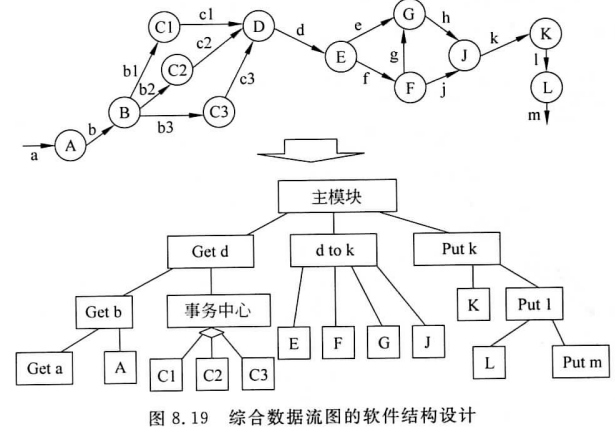 C1 c1 D d e G h k K
b1 c2 E g J l
C2 f F j L
b2 c3 m
B b3 C3
a A b
主模块
Get d d to k Put k
Get b 事务中心 K Put 1
Get a A C1 C2 C3 E F G J L Put m
图 8.19 综合数据流图的软件结构设计